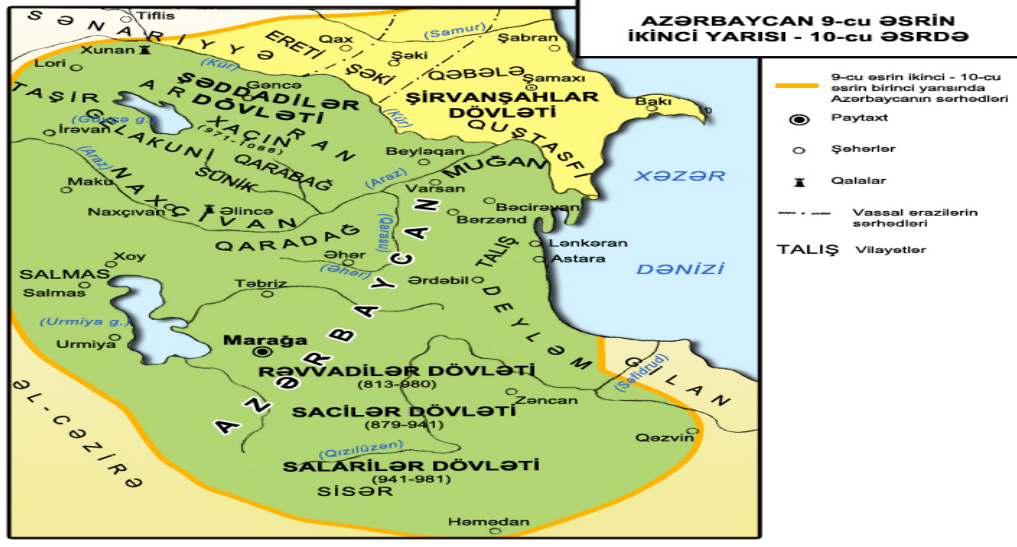 AZƏRBAYCAN 9-cu ƏSRİN
İKİNCİ YARISI - 10-cu ƏSRDƏ
9-cu əsrin ikinci - 10-cu
əsrin birinci yarısında
Azərbaycanın sərhədləri
Paytaxt
Şəhərlər
Qalalar
Vassal ərazilərin
sərhədləri
TALIŞ Vilayətlər
Tiflis
SƏNARİYYƏ
Xunan
ERETİ
Qax
(Samur)
Şabran
Lori
(Kür)
ŞƏKİ
Şəki
QƏBƏLƏ
Şamaxı
TAŞİR
ARRAN
Gəncə
ŞƏDDADİLƏR
DÖVLƏTİ
XAÇIN
(971-1088)
ŞİRVANŞAHLAR
DÖVLƏTİ
Bakı
QUŞTASFİ
(Kür)
(Göyçə g.)
İrəvan
GELAKUNİ
QARABAĞ
SÜNİK
Beyləqan
MUĞAN
(Araz)
(Araz)
Varsan
XƏZƏR
DƏNİZİ
Maku
NAXÇIVAN
Naxçıvan
Əlincə
Bəcirəvan
Bərzənd
QARADAĞ
(Qarasu)
Əhər
(Əhər)
TALIŞ
Lənkəran
Astara
Xoy
SALMAS
Salmas
Təbriz
Ərdəbil
DEYLƏM
(Urmiya g.)
Urmiya
Marağa
AZƏRBAYCAN
RƏVVADİLƏR DÖVLƏTİ
(813-980)
GİLAN
(Səfidrud)
ƏL-CƏZİRƏ
SACİLƏR DÖVLƏTİ
(879-941)
Zəncan
Qəzvin
(Qızılüzən)
SALARİLƏR DÖVLƏTİ
(941-981)
SİSƏR
Həmədan